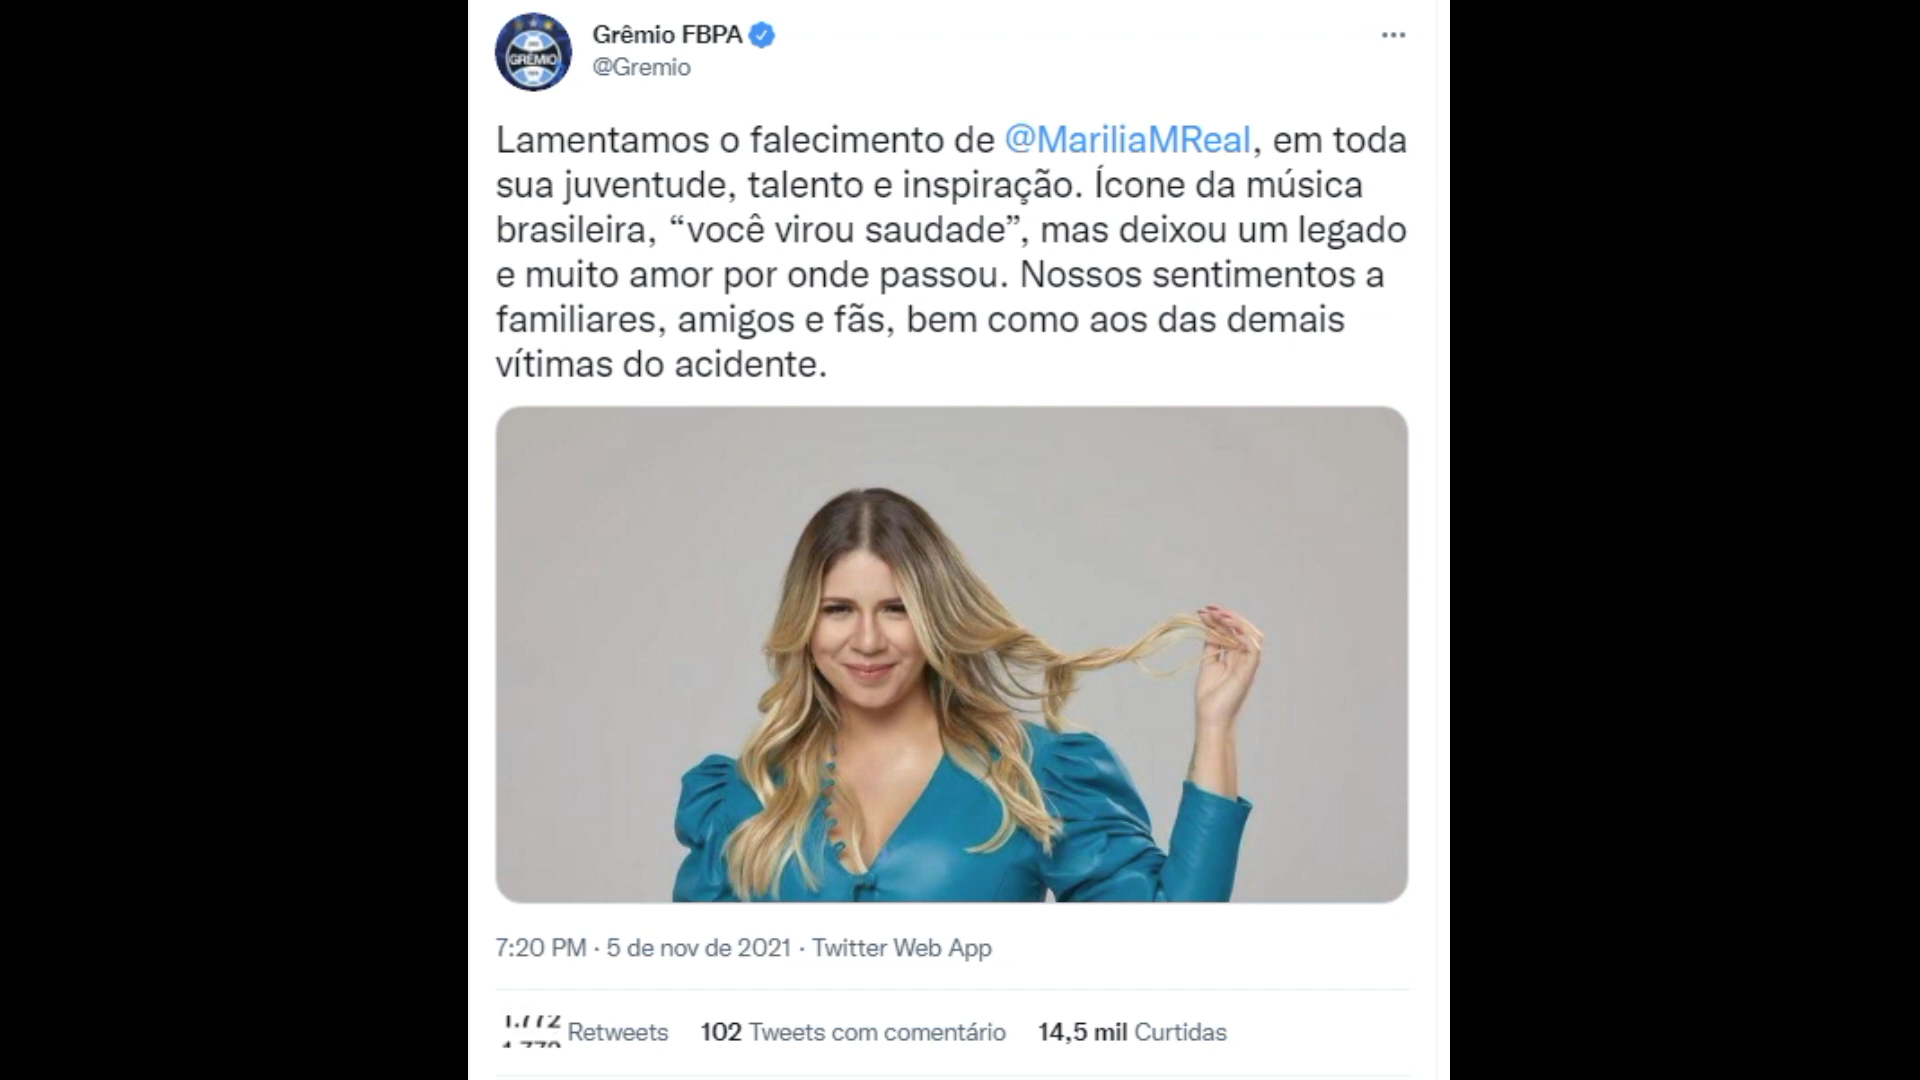 Grêmio FBPA
GRÊMIO
@Gremio
Lamentamos o falecimento de @MariliaMReal, em toda
sua juventude, talento e inspiração. Ícone da música
brasileira, “você virou saudade”, mas deixou um legado
e muito amor por onde passou. Nossos sentimentos a
familiares, amigos e fãs, bem como aos das demais
vítimas do acidente.
7:20 PM · 5 de nov de 2021 · Twitter Web App
Retweets 102 Tweets com comentário 14,5 mil Curtidas